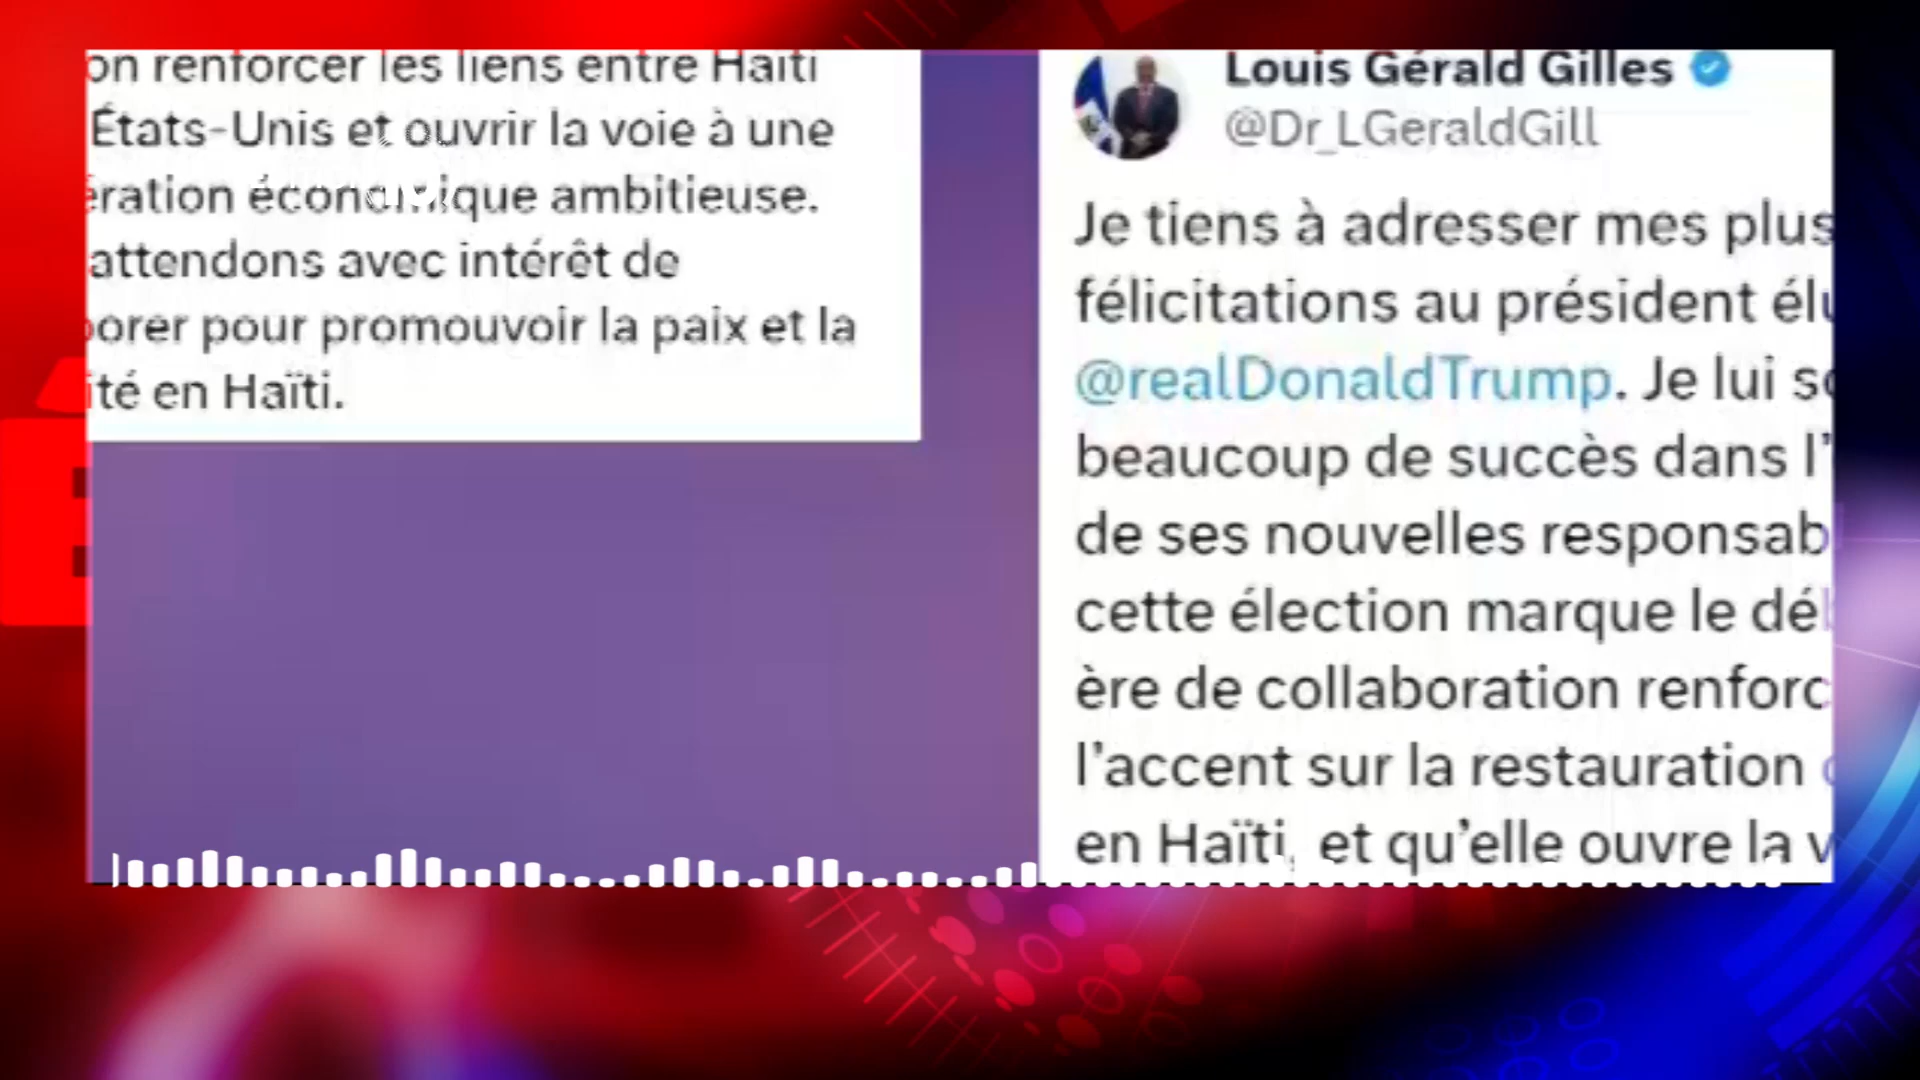 on renforcer les liens entre Haïti
États-Unis et ouvrir la voie à une
ération économique ambitieuse.
attendons avec intérêt de
borer pour promouvoir la paix et la
ité en Haïti.
Louis Gérald Gilles
@Dr_LGeraldGill
Je tiens à adresser mes plus
félicitations au président élu
@realDonaldTrump. Je lui so
beaucoup de succès dans l'
de ses nouvelles responsab
cette élection marque le déb
ère de collaboration renforc
l'accent sur la restauration d
en Haïti, et qu'elle ouvre la v